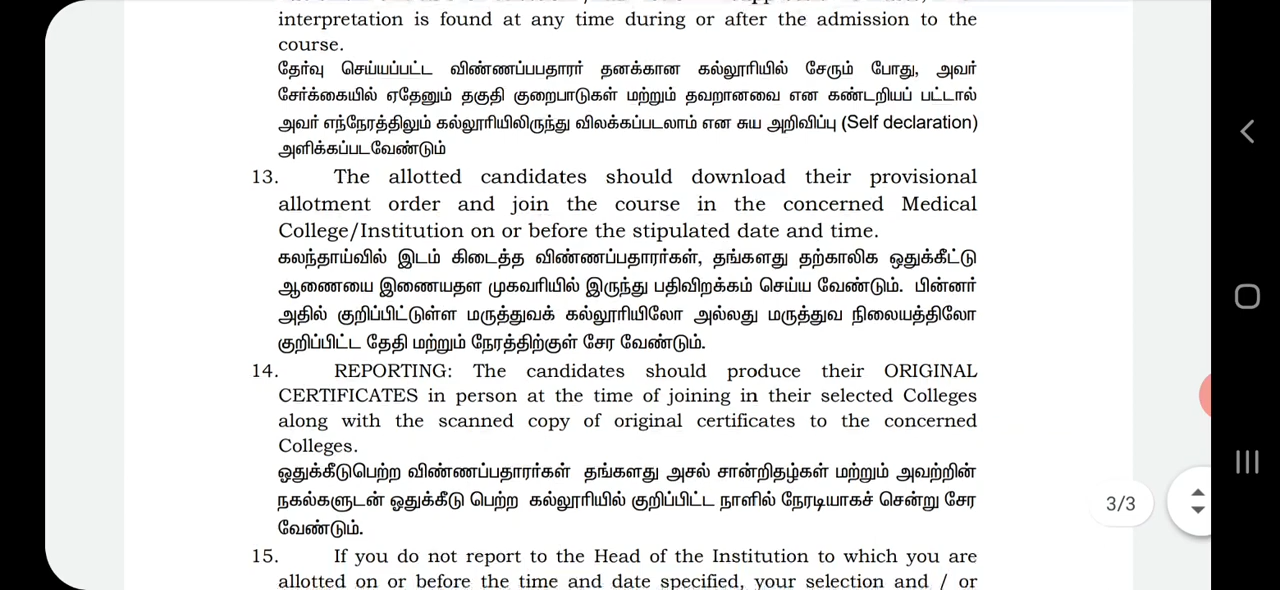 interpretation is found at any time during or after the admission to the
course.
தேர்வு செய்யப்பட்ட விண்ணப்பபதாரர் தனக்கான கல்லூரியில் சேரும் போது, அவர்
சேர்க்கையில் ஏதேனும் தகுதி குறைபாடுகள் மற்றும் தவறானவை என கண்டறியப் பட்டால்
அவர் எந்நேரத்திலும் கல்லூரியிலிருந்து விலக்கப்படலாம் என சுய அறிவிப்பு (Self declaration)
அளிக்கப்படவேண்டும்
13. The allotted candidates should download their provisional
allotment order and join the course in the concerned Medical
College/Institution on or before the stipulated date and time.
கலந்தாய்வில் இடம் கிடைத்த விண்ணப்பதாரர்கள், தங்களது தற்காலிக ஒதுக்கீட்டு
ஆணையை இணையதள முகவரியில் இருந்து பதிவிறக்கம் செய்ய வேண்டும். பின்னர்
அதில் குறிப்பிட்டுள்ள மருத்துவக் கல்லூரியிலோ அல்லது மருத்துவ நிலையத்திலோ
குறிப்பிட்ட தேதி மற்றும் நேரத்திற்குள் சேர வேண்டும்.
14. REPORTING: The candidates should produce their ORIGINAL
CERTIFICATES in person at the time of joining in their selected Colleges
along with the scanned copy of original certificates to the concerned
Colleges.
ஒதுக்கீடுபெற்ற விண்ணப்பதாரர்கள் தங்களது அசல் சான்றிதழ்கள் மற்றும் அவற்றின்
நகல்களுடன் ஒதுக்கீடு பெற்ற கல்லூரியில் குறிப்பிட்ட நாளில் நேரடியாகச் சென்று சேர
வேண்டும்.
3/3
15. If you do not report to the Head of the Institution to which you are
allotted on or before the time and date specified, your selection and / or